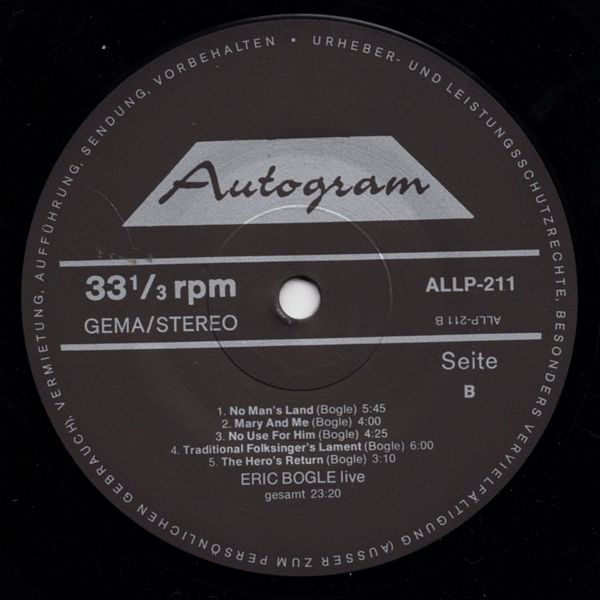 URHEBER- UND LEISTUNGSSCHUTZRECHTE, BESONDERS VERVIELFÄLTIGUNG (AUSSER ZUM PERSÖNLICHEN GEBRAUCH), VERMIETUNG, AUFFÜHRUNG, SENDUNG, VORBEHALTEN •
Autogram
33 1/3 rpm
ALLP-211
GEMA/STEREO
ALLP-211 B
Seite
B
1. No Man's Land (Bogle) 5:45
2. Mary And Me (Bogle) 4:00
3. No Use For Him (Bogle) 4:25
4. Traditional Folksinger's Lament (Bogle) 6:00
5. The Hero's Return (Bogle) 3:10
ERIC BOGLE live
gesamt 23:20